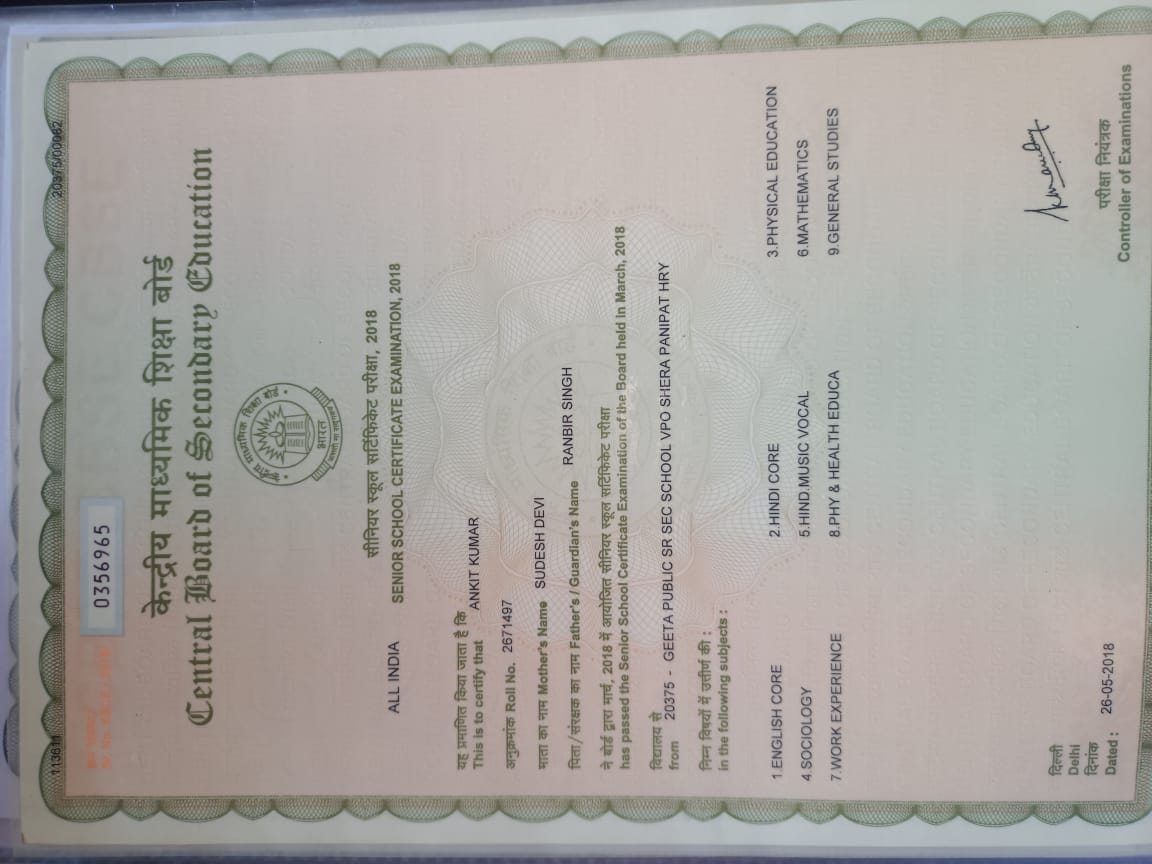 113611 20375/00082
0356965
केन्द्रीय माध्यमिक शिक्षा बोर्ड
Central Board of Secondary Education
केन्द्रीय माध्यमिक शिक्षा बोर्ड
भारत
असतो मा सद्गमय
सीनियर स्कूल सर्टिफिकेट परीक्षा, 2018
ALL INDIA SENIOR SCHOOL CERTIFICATE EXAMINATION, 2018
यह प्रमाणित किया जाता है कि
This is to certify that ANKIT KUMAR
अनुक्रमांक Roll No. 2671497
माता का नाम Mother's Name SUDESH DEVI
पिता/संरक्षक का नाम Father's / Guardian's Name RANBIR SINGH
ने बोर्ड द्वारा मार्च, 2018 में आयोजित सीनियर स्कूल सर्टिफिकेट परीक्षा
has passed the Senior School Certificate Examination of the Board held in March, 2018
विद्यालय से
from 20375 - GEETA PUBLIC SR SEC SCHOOL VPO SHERA PANIPAT HRY
निम्न विषयों में उत्तीर्ण की :
in the following subjects :
1.ENGLISH CORE 2.HINDI CORE 3.PHYSICAL EDUCATION
4.SOCIOLOGY 5.HIND.MUSIC VOCAL 6.MATHEMATICS
7.WORK EXPERIENCE 8.PHY & HEALTH EDUCA 9.GENERAL STUDIES
दिल्ली
Delhi
दिनांक
Dated : 26-05-2018
परीक्षा नियंत्रक
Controller of Examinations